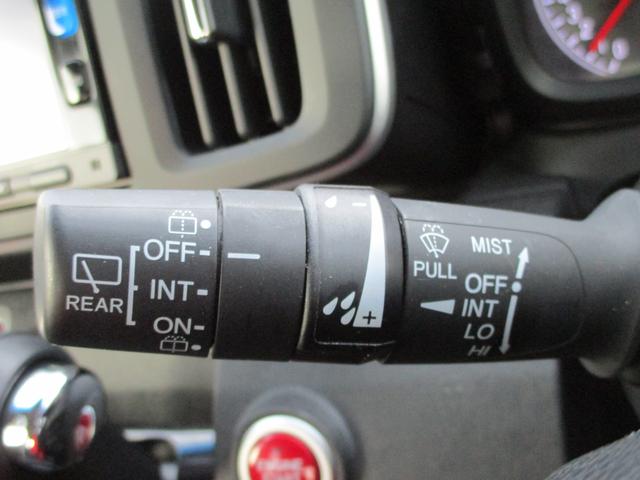 OFF
INT
ON
REAR
- 
+
PULL
MIST
OFF
INT
LO
HI